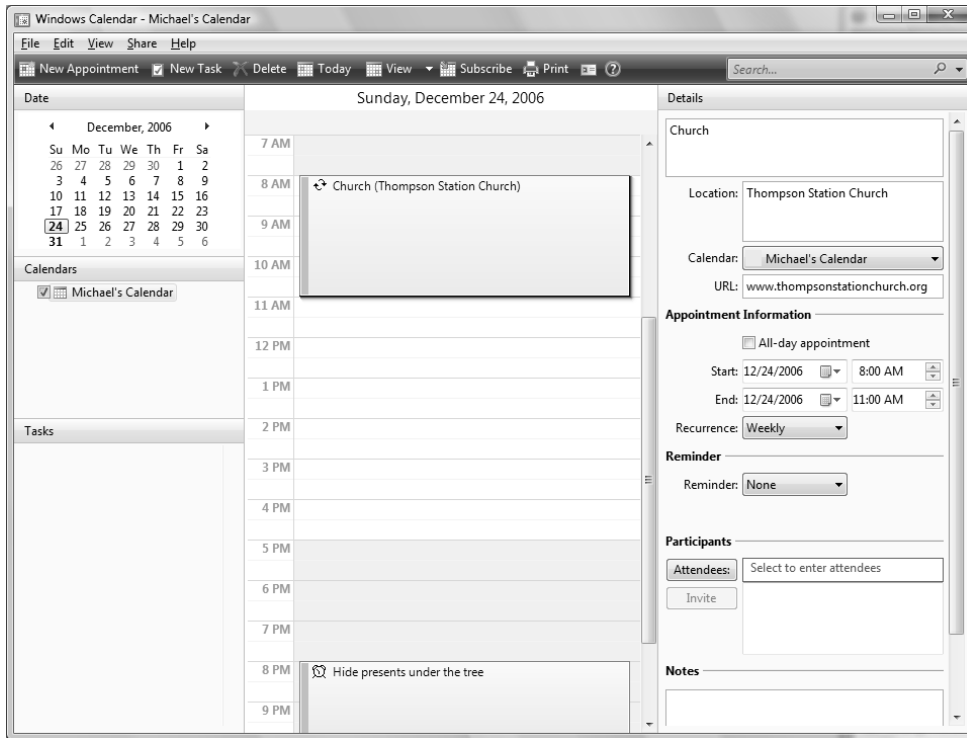 Windows Calendar - Michael's Calendar
File Edit View Share Help
New Appointment New Task Delete Today View Subscribe Print Search...
Date
December, 2006
Su Mo Tu We Th Fr Sa
26 27 28 29 30 1 2
3 4 5 6 7 8 9
10 11 12 13 14 15 16
17 18 19 20 21 22 23
24 25 26 27 28 29 30
31 1 2 3 4 5 6
Calendars
Michael's Calendar
Tasks
Sunday, December 24, 2006
7 AM
8 AM Church (Thompson Station Church)
9 AM
10 AM
11 AM
12 PM
1 PM
2 PM
3 PM
4 PM
5 PM
6 PM
7 PM
8 PM Hide presents under the tree
9 PM
Details
Church
Location: Thompson Station Church
Calendar: Michael's Calendar
URL: www.thompsonstationchurch.org
Appointment Information
All-day appointment
Start: 12/24/2006 8:00 AM
End: 12/24/2006 11:00 AM
Recurrence: Weekly
Reminder
Reminder: None
Participants
Attendees: Select to enter attendees
Invite
Notes